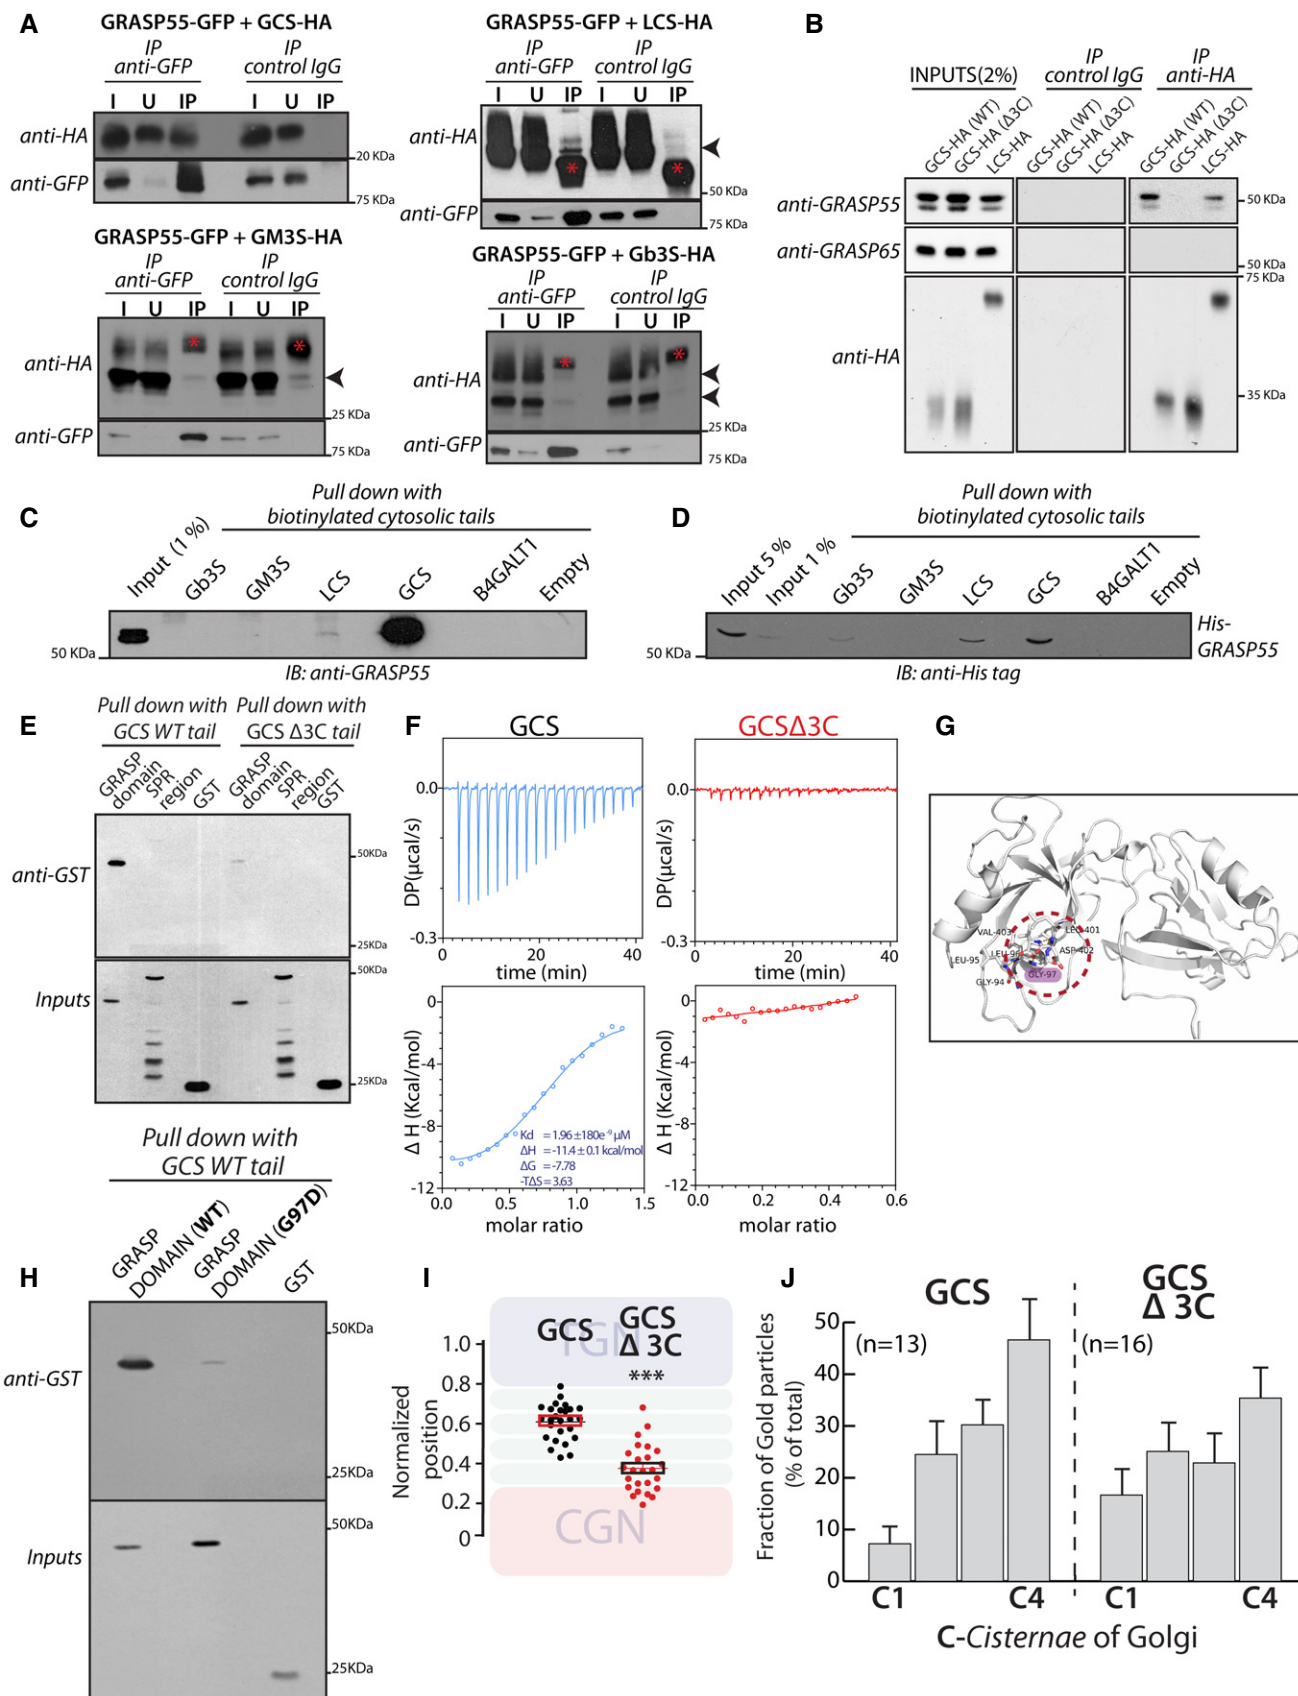 A
GRASP55-GFP + GCS-HA
IP
anti-GFP
IP
control IgG
I U IP I U IP
anti-HA
20 KDa
anti-GFP
75 KDa
GRASP55-GFP + LCS-HA
IP
anti-GFP
IP
control IgG
I U IP I U IP
anti-HA
*
*
50 KDa
anti-GFP
75 KDa
GRASP55-GFP + GM3S-HA
IP
anti-GFP
IP
control IgG
I U IP I U IP
anti-HA
*
*
25 KDa
anti-GFP
75 KDa
GRASP55-GFP + Gb3S-HA
IP
anti-GFP
IP
control IgG
I U IP I U IP
anti-HA
*
*
25 KDa
anti-GFP
75 KDa
B
INPUTS(2%)
IP
control IgG
IP
anti-HA
GCS-HA (WT)
GCS-HA (Δ3C)
LCS-HA
GCS-HA (WT)
GCS-HA (Δ3C)
LCS-HA
GCS-HA (WT)
GCS-HA (Δ3C)
LCS-HA
anti-GRASP55
50 KDa
anti-GRASP65
50 KDa
75 KDa
anti-HA
35 KDa
C
Pull down with
biotinylated cytosolic tails
Input (1 %)
Gb3S
GM3S
LCS
GCS
B4GALT1
Empty
50 KDa
IB: anti-GRASP55
D
Pull down with
biotinylated cytosolic tails
Input 5 %
Input 1 %
Gb3S
GM3S
LCS
GCS
B4GALT1
Empty
His-
GRASP55
50 KDa
IB: anti-His tag
E
Pull down with
GCS WT tail
Pull down with
GCS Δ3C tail
GRASP
domain
SPR
region
GST
GRASP
domain
SPR
region
GST
anti-GST
50KDa
25KDa
Inputs
50KDa
25KDa
F
GCS
GCSΔ3C
0.0
DP(μcal/s)
-0.3
20 40
time (min)
0.0
DP(μcal/s)
-0.3
20 40
time (min)
0
-4
-8
-12
Δ H (Kcal/mol)
Kd = 1.96 ±180e⁻⁹ μM
ΔH = -11.4 ± 0.1 kcal/mol
ΔG = -7.78
-TΔS = 3.63
0.0 0.5 1.0 1.5
molar ratio
0
-4
-8
-12
Δ H (Kcal/mol)
0.0 0.2 0.4 0.6
molar ratio
G
VAL-403
LEU-401
LEU-96
ASP-402
LEU-95
GLY-97
GLY-94
Pull down with
GCS WT tail
H
GRASP
DOMAIN (WT)
GRASP
DOMAIN (G97D)
GST
anti-GST
50KDa
25KDa
Inputs
50KDa
25KDa
I
TGN
GCS
GCS
Δ 3C
***
1.0
0.8
0.6
0.4
0.2
0
Normalized
position
CGN
J
GCS
GCS
Δ 3C
(n=13)
(n=16)
50
40
30
20
10
0
Fraction of Gold particles
(% of total)
C1 C4 C1 C4
C-Cisternae of Golgi